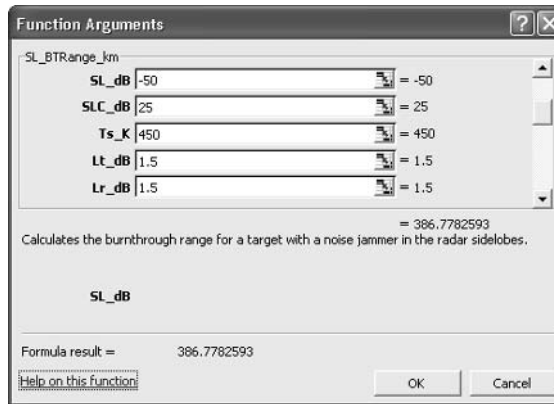 Function Arguments
SL_BTRange_km
SL_dB -50 = -50
SLC_dB 25 = 25
Ts_K 450 = 450
Lt_dB 1.5 = 1.5
Lr_dB 1.5 = 1.5
= 386.7782593
Calculates the burnthrough range for a target with a noise jammer in the radar sidelobes.
SL_dB
Formula result = 386.7782593
Help on this function OK Cancel